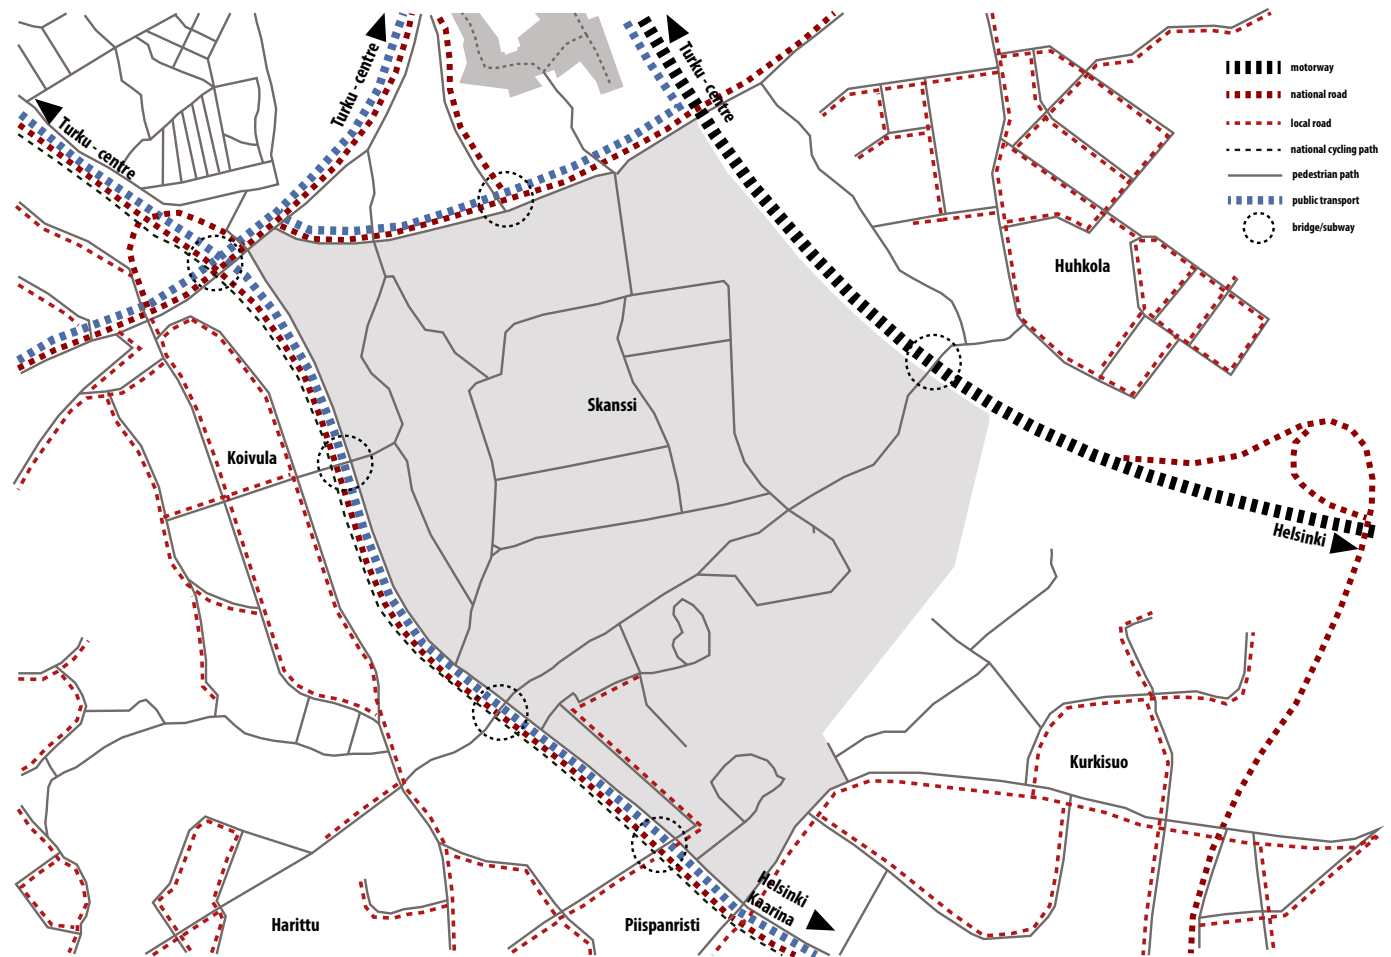 Turku - centre
Turku - centre
Turku - centre
motorway
national road
local road
national cycling path
pedestrian path
public transport
bridge/subway
Huhkola
Skanssi
Koivula
Helsinki
Kurkisuo
Helsinki
Kaarina
Harittu
Piispanristi